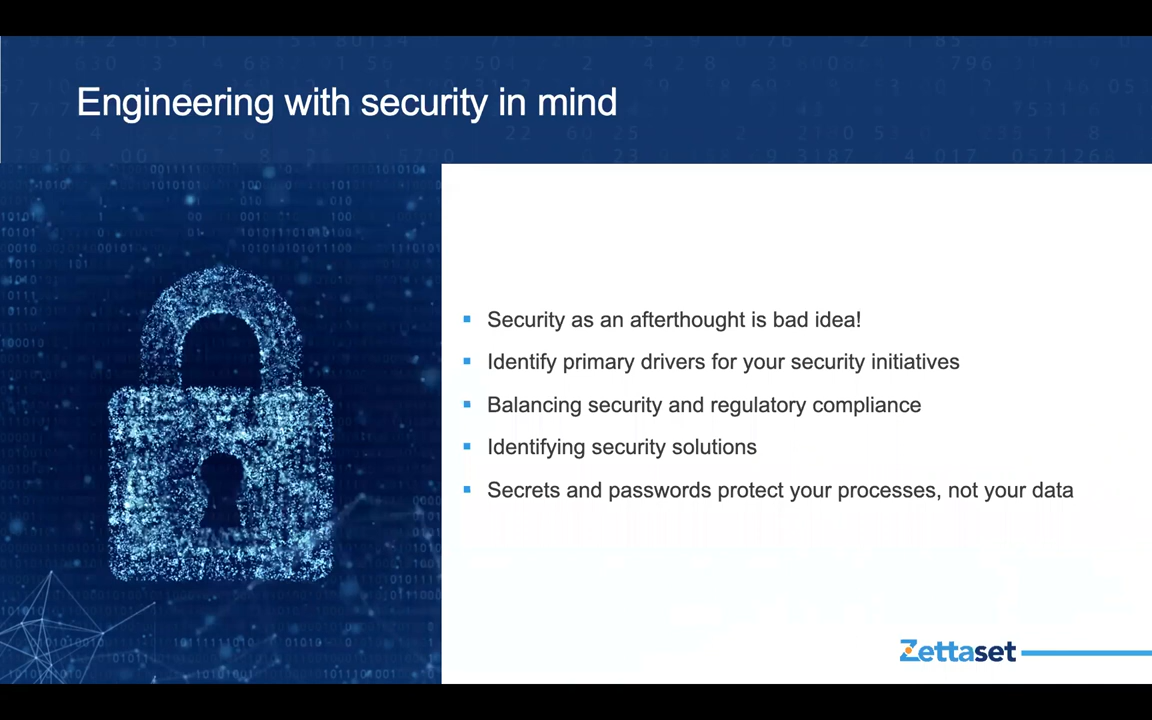 Engineering with security in mind
Security as an afterthought is bad idea!
Identify primary drivers for your security initiatives
Balancing security and regulatory compliance
Identifying security solutions
Secrets and passwords protect your processes, not your data
Zettaset